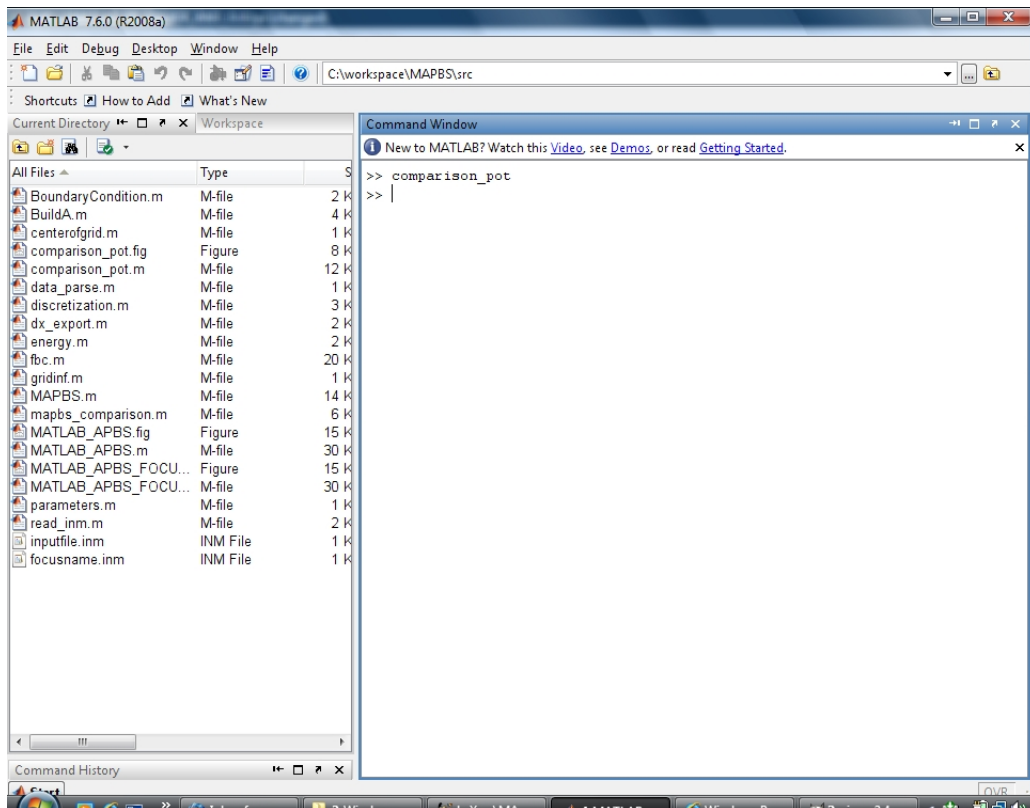 MATLAB 7.6.0 (R2008a)
File Edit Debug Desktop Window Help
C:\workspace\MAPBS\src
Shortcuts How to Add What's New
Current Directory Workspace
All Files Type S
BoundaryCondition.m M-file 2 K
BuildA.m M-file 4 K
centerofgrid.m M-file 1 K
comparison_pot.fig Figure 8 K
comparison_pot.m M-file 12 K
data_parse.m M-file 1 K
discretization.m M-file 3 K
dx_export.m M-file 2 K
energy.m M-file 2 K
fbc.m M-file 20 K
gridinf.m M-file 1 K
MAPBS.m M-file 14 K
mapbs_comparison.m M-file 6 K
MATLAB_APBS.fig Figure 15 K
MATLAB_APBS.m M-file 30 K
MATLAB_APBS_FOCU... Figure 15 K
MATLAB_APBS_FOCU... M-file 30 K
parameters.m M-file 1 K
read_inm.m M-file 2 K
inputfile.inm INM File 1 K
focusname.inm INM File 1 K
Command History
Command Window
New to MATLAB? Watch this Video, see Demos, or read Getting Started.
>> comparison_pot
>>
Start
OVR